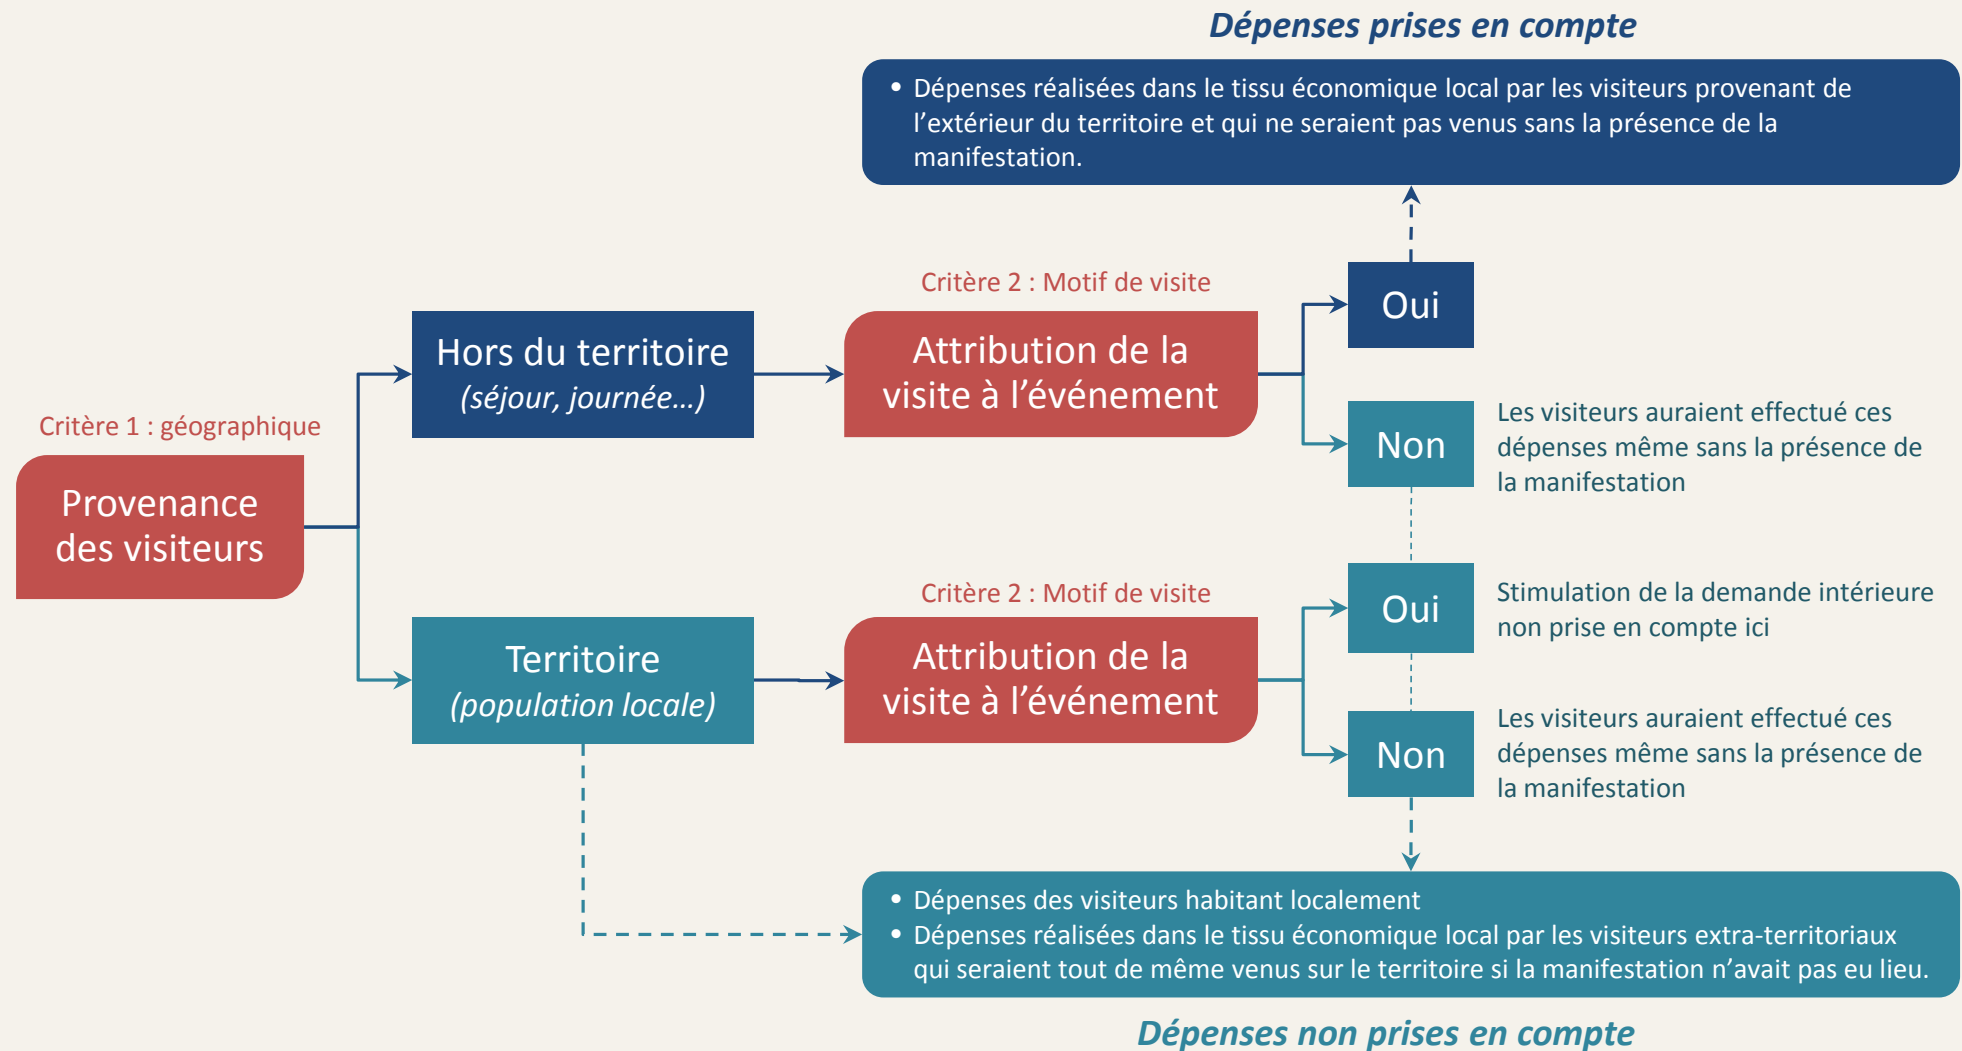 Dépenses prises en compte
• Dépenses réalisées dans le tissu économique local par les visiteurs provenant de
l’extérieur du territoire et qui ne seraient pas venus sans la présence de la
manifestation.
Critère 1 : géographique
Provenance
des visiteurs
Hors du territoire
(séjour, journée…)
Critère 2 : Motif de visite
Attribution de la
visite à l’événement
Oui
Non
Les visiteurs auraient effectué ces
dépenses même sans la présence de
la manifestation
Territoire
(population locale)
Critère 2 : Motif de visite
Attribution de la
visite à l’événement
Oui
Stimulation de la demande intérieure
non prise en compte ici
Non
Les visiteurs auraient effectué ces
dépenses même sans la présence de
la manifestation
• Dépenses des visiteurs habitant localement
• Dépenses réalisées dans le tissu économique local par les visiteurs extra-territoriaux
qui seraient tout de même venus sur le territoire si la manifestation n’avait pas eu lieu.
Dépenses non prises en compte